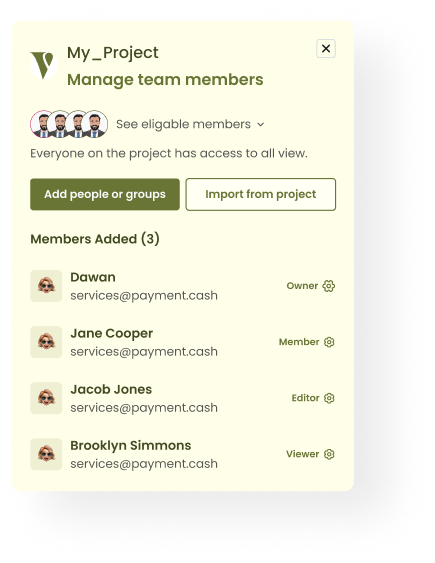 My_Project
Manage team members
See eligable members
Everyone on the project has access to all view.
Add people or groups
Import from project
Members Added (3)
Dawan
services@payment.cash
Owner
Jane Cooper
services@payment.cash
Member
Jacob Jones
services@payment.cash
Editor
Brooklyn Simmons
services@payment.cash
Viewer